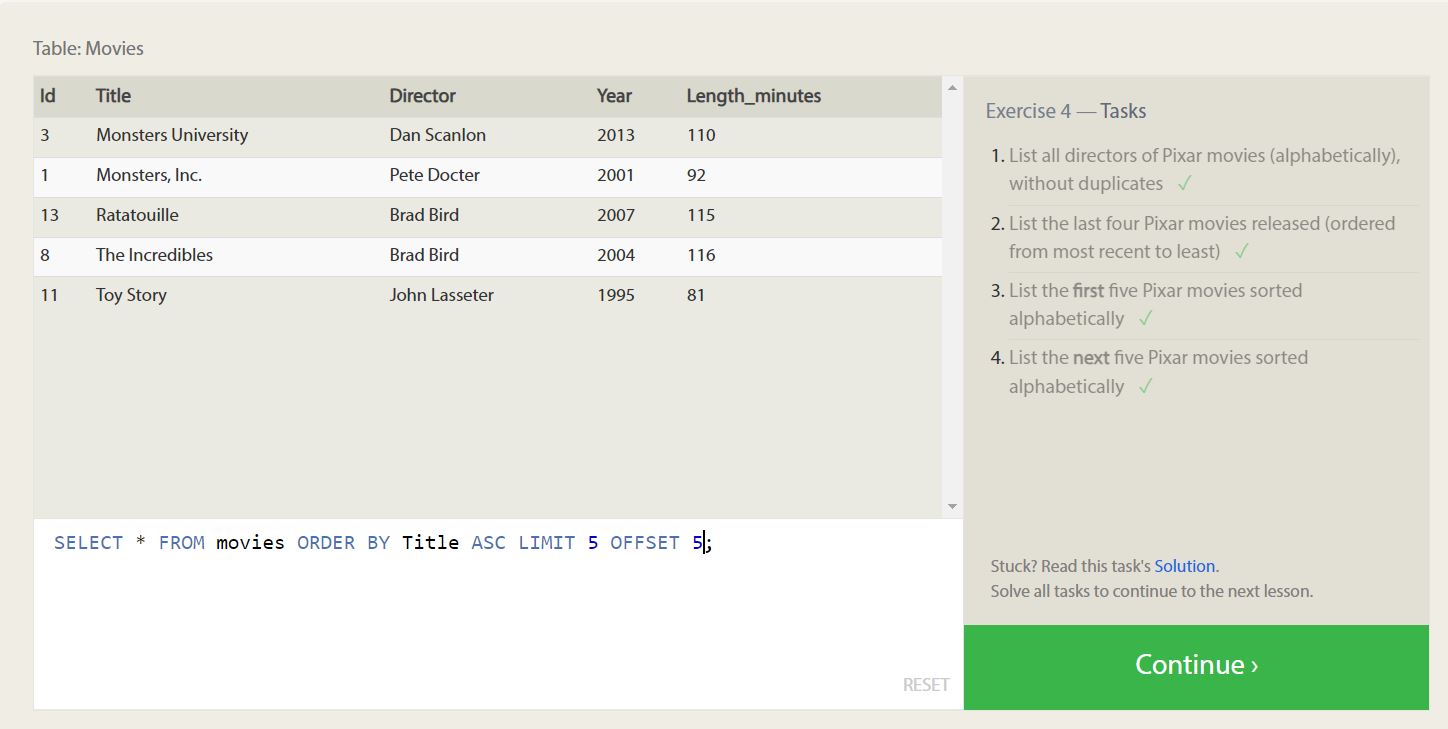 Table: Movies
Id Title Director Year Length_minutes
3 Monsters University Dan Scanlon 2013 110
1 Monsters, Inc. Pete Docter 2001 92
13 Ratatouille Brad Bird 2007 115
8 The Incredibles Brad Bird 2004 116
11 Toy Story John Lasseter 1995 81
SELECT * FROM movies ORDER BY Title ASC LIMIT 5 OFFSET 5;
RESET
Exercise 4 — Tasks
1. List all directors of Pixar movies (alphabetically),
without duplicates ✓
2. List the last four Pixar movies released (ordered
from most recent to least) ✓
3. List the first five Pixar movies sorted
alphabetically ✓
4. List the next five Pixar movies sorted
alphabetically ✓
Stuck? Read this task's Solution.
Solve all tasks to continue to the next lesson.
Continue ›